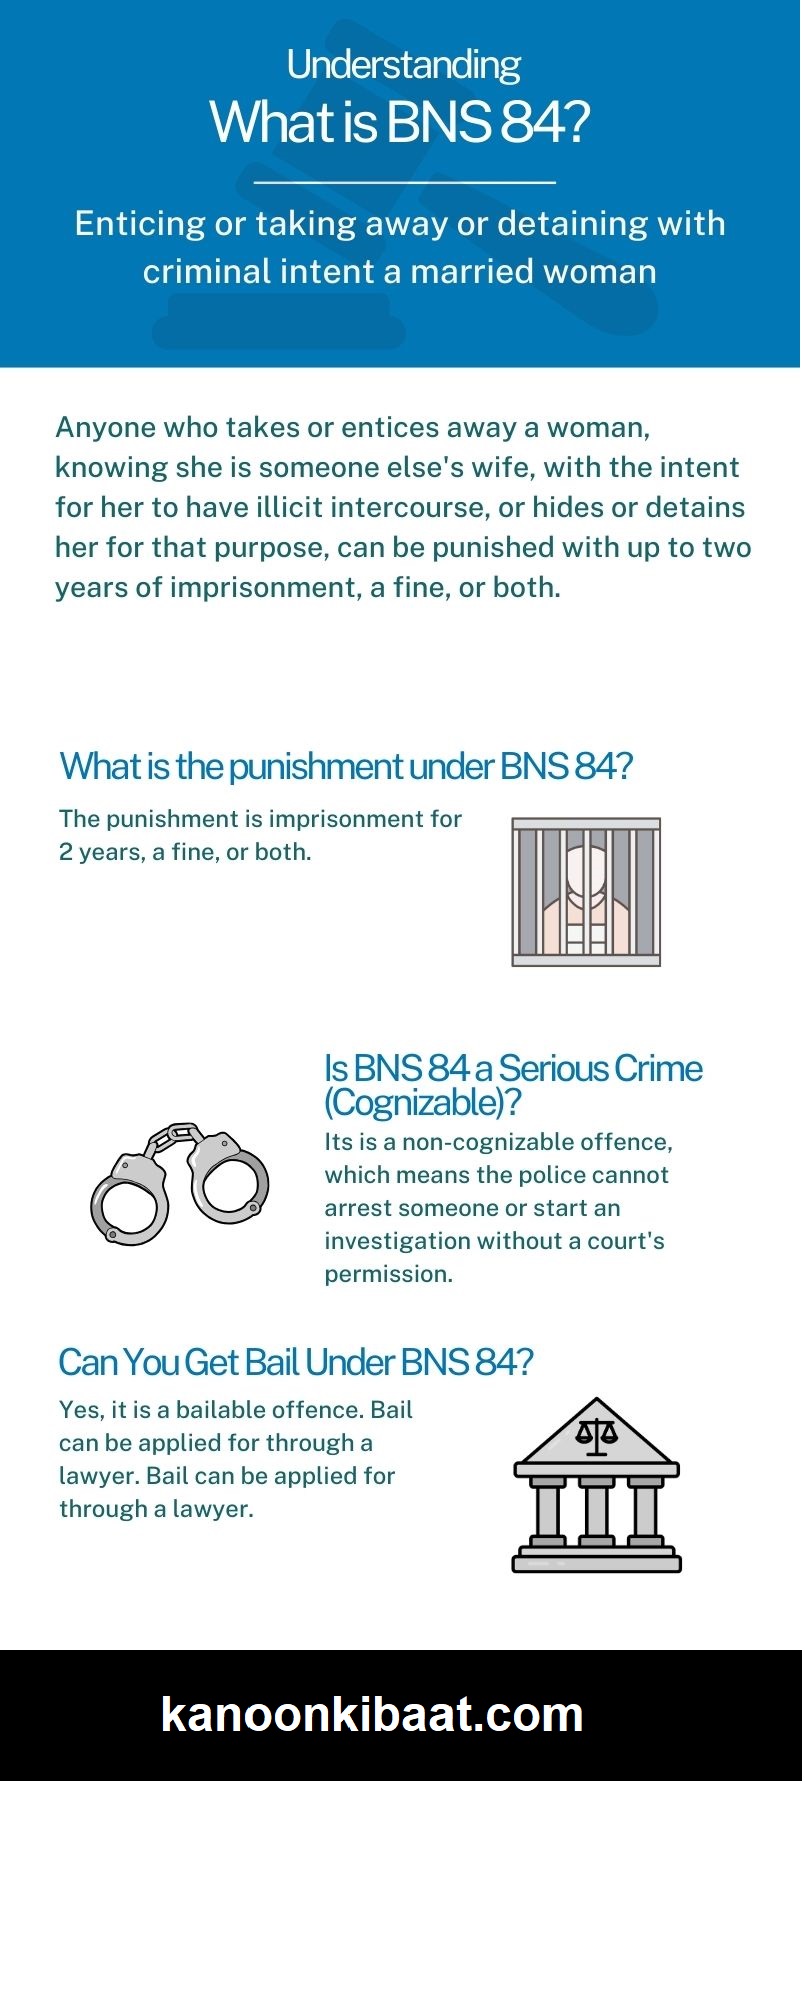 Understanding
What is BNS 84?
Enticing or taking away or detaining with
criminal intent a married woman
Anyone who takes or entices away a woman,
knowing she is someone else's wife, with the intent
for her to have illicit intercourse, or hides or detains
her for that purpose, can be punished with up to two
years of imprisonment, a fine, or both.
What is the punishment under BNS 84?
The punishment is imprisonment for
2 years, a fine, or both.
Is BNS 84 a Serious Crime
(Cognizable)?
Its is a non-cognizable offence,
which means the police cannot
arrest someone or start an
investigation without a court's
permission.
Can You Get Bail Under BNS 84?
Yes, it is a bailable offence. Bail
can be applied for through a
lawyer. Bail can be applied for
through a lawyer.
kanoonkibaat.com